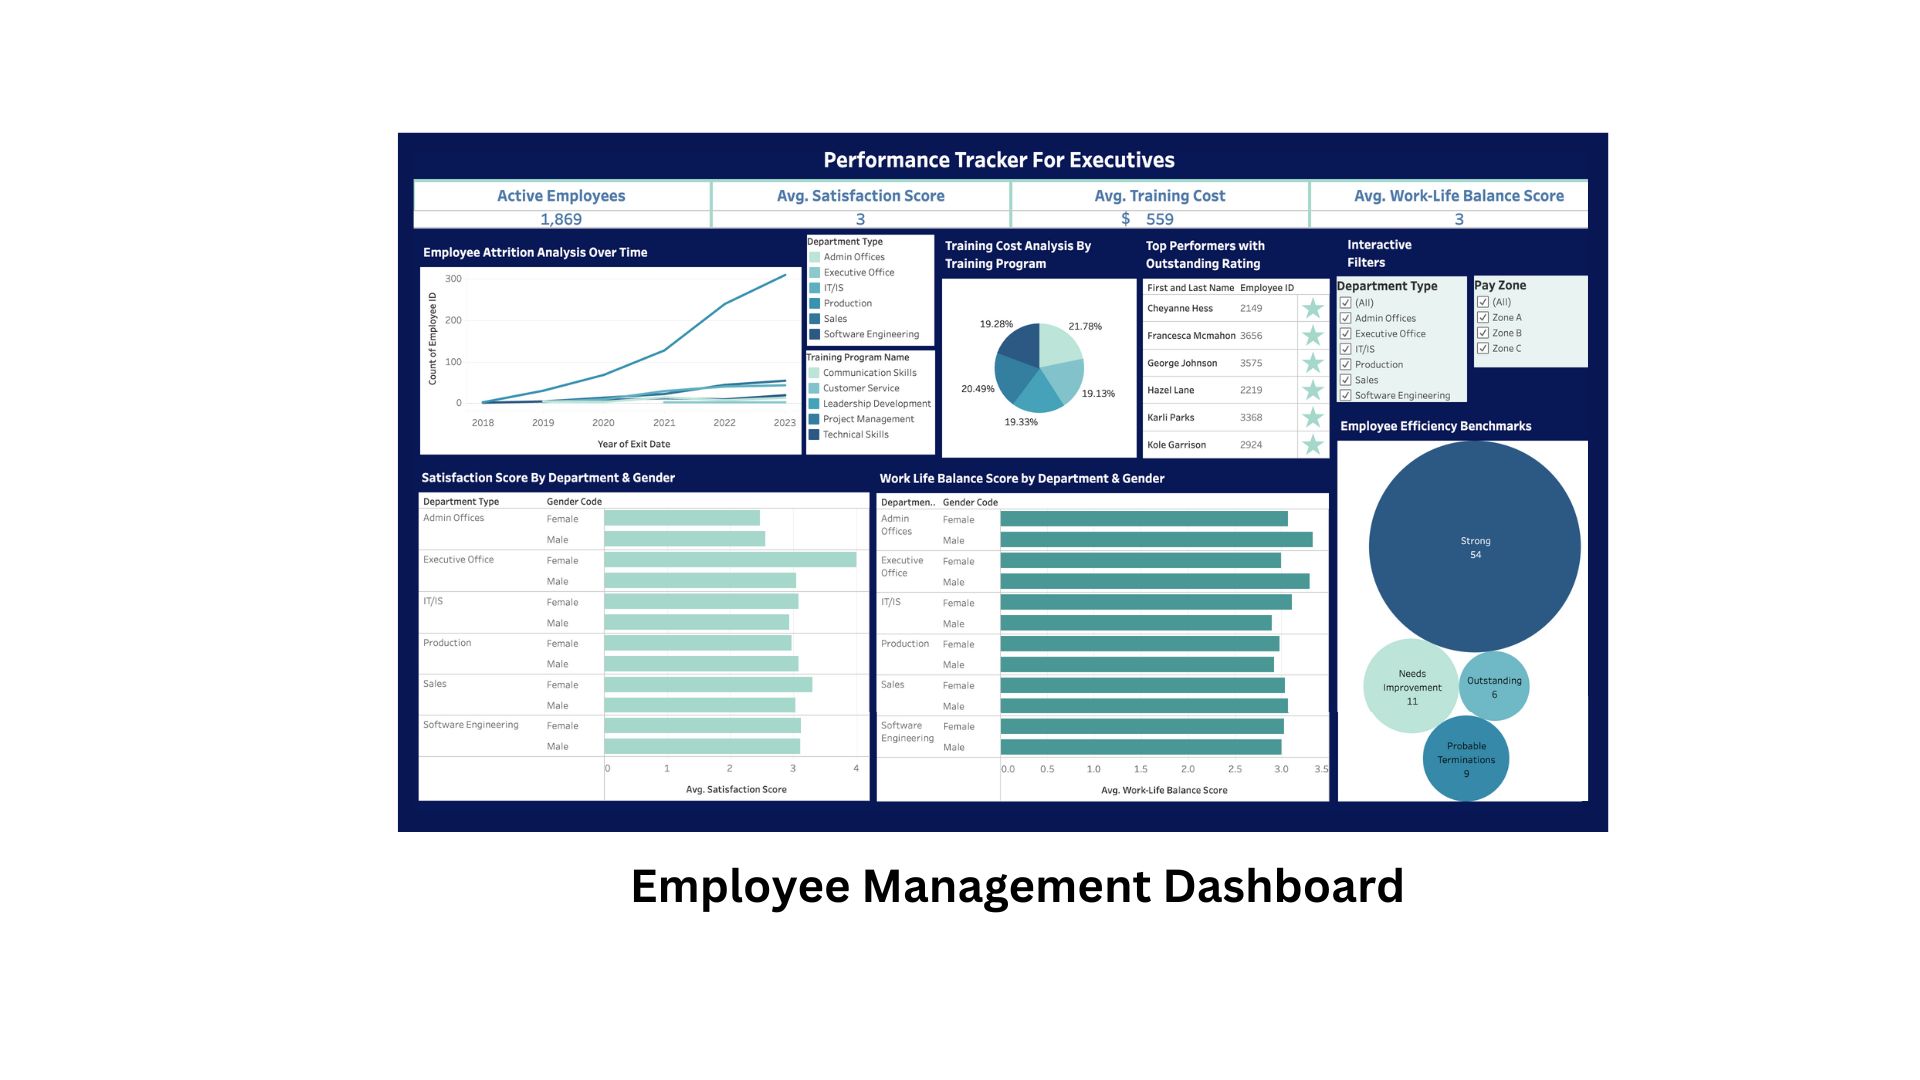 Performance Tracker For Executives
Active Employees
1,869
Avg. Satisfaction Score
3
Avg. Training Cost
$ 559
Avg. Work-Life Balance Score
3
Employee Attrition Analysis Over Time
Count of Employee ID
300
200
100
0
2018 2019 2020 2021 2022 2023
Year of Exit Date
Department Type
Admin Offices
Executive Office
IT/IS
Production
Sales
Software Engineering
Training Program Name
Communication Skills
Customer Service
Leadership Development
Project Management
Technical Skills
Training Cost Analysis By
Training Program
19.28%
21.78%
20.49%
19.13%
19.33%
Top Performers with
Outstanding Rating
First and Last Name Employee ID
Cheyanne Hess 2149
Francesca Mcmahon 3656
George Johnson 3575
Hazel Lane 2219
Karli Parks 3368
Kole Garrison 2924
Interactive
Filters
Department Type
(All)
Admin Offices
Executive Office
IT/IS
Production
Sales
Software Engineering
Pay Zone
(All)
Zone A
Zone B
Zone C
Satisfaction Score By Department & Gender
Department Type Gender Code
Admin Offices Female
Male
Executive Office Female
Male
IT/IS Female
Male
Production Female
Male
Sales Female
Male
Software Engineering Female
Male
0 1 2 3 4
Avg. Satisfaction Score
Work Life Balance Score by Department & Gender
Departmen.. Gender Code
Admin
Offices
Female
Male
Executive
Office
Female
Male
IT/IS Female
Male
Production Female
Male
Sales Female
Male
Software
Engineering
Female
Male
0.0 0.5 1.0 1.5 2.0 2.5 3.0 3.5
Avg. Work-Life Balance Score
Employee Efficiency Benchmarks
Strong
54
Needs
Improvement
11
Outstanding
6
Probable
Terminations
9
Employee Management Dashboard